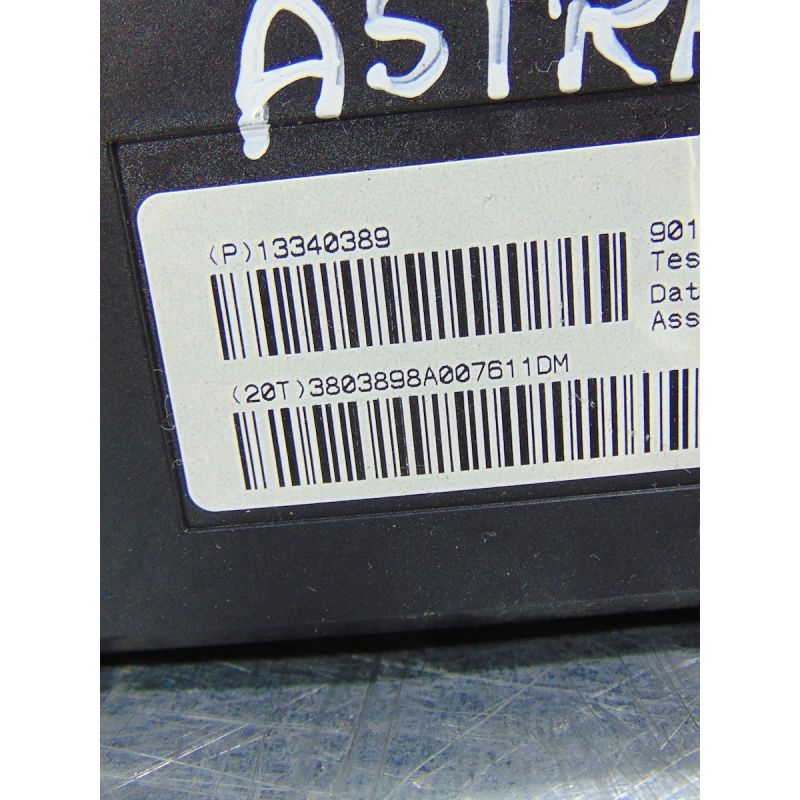 ASTRA
(P)13340389
901
Tes
Dat
Ass
(20T)3803898A007611DM